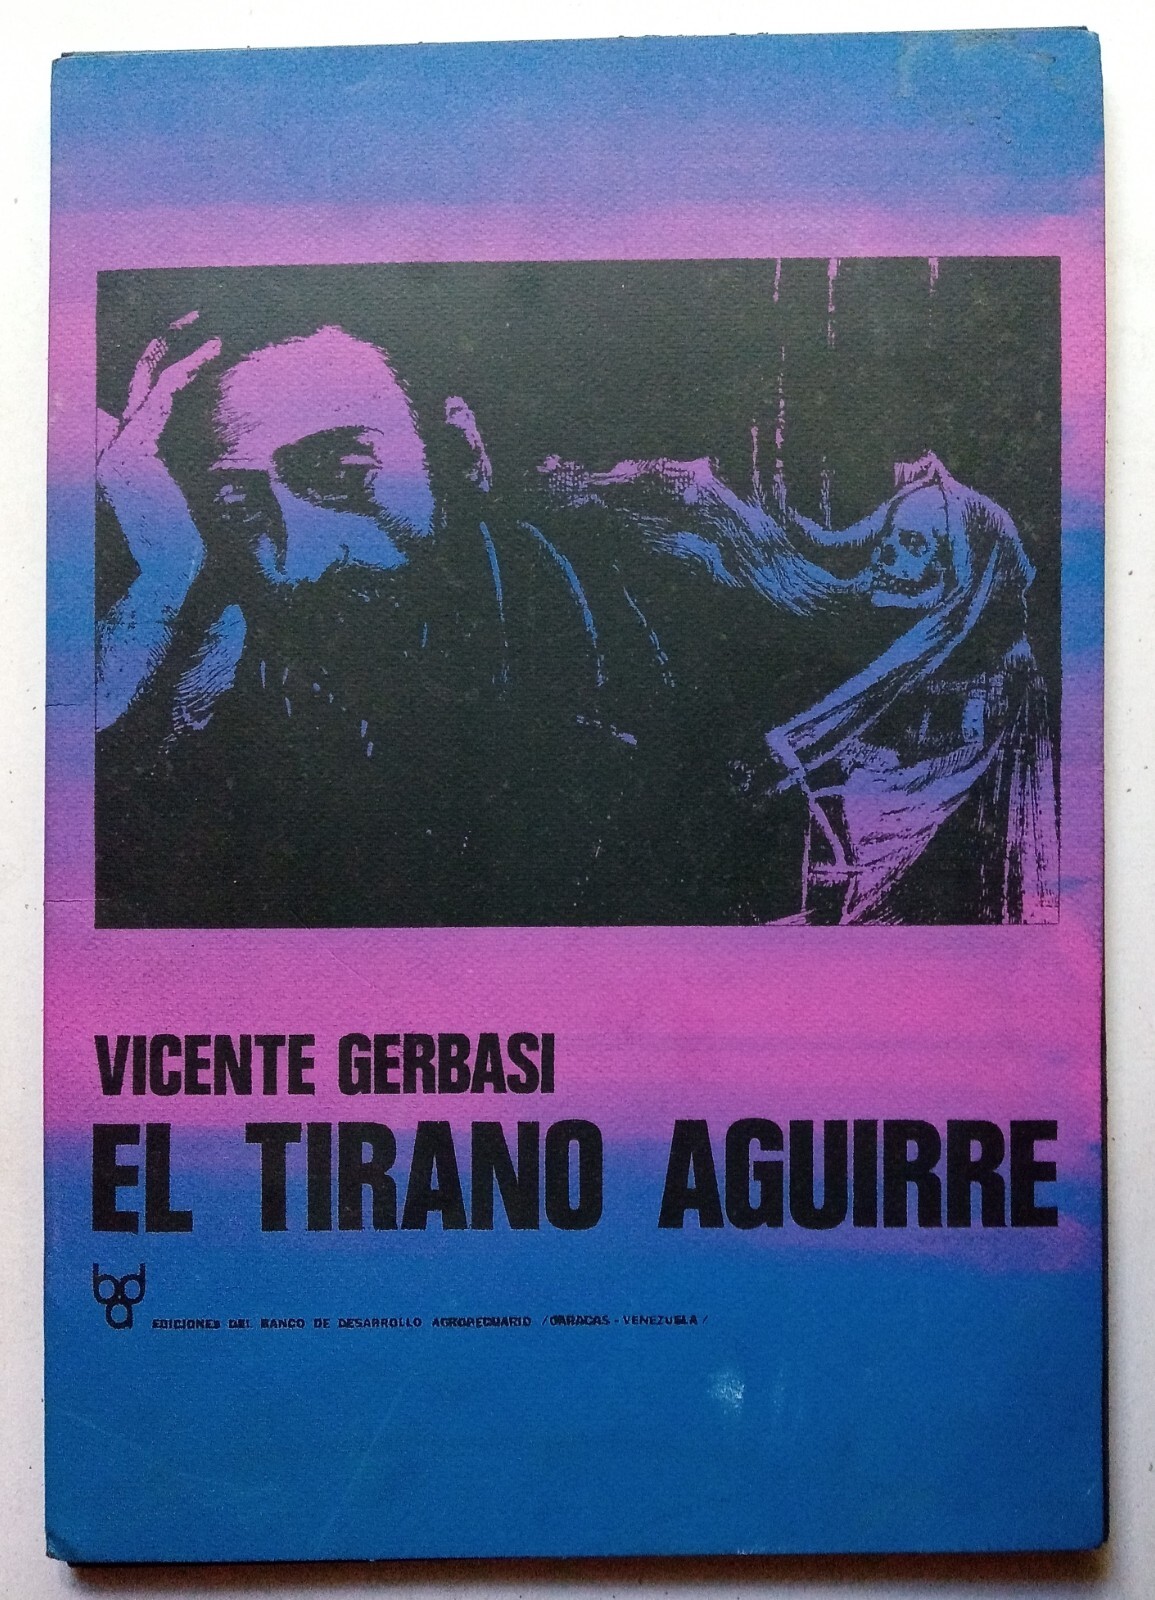 VICENTE GERBASI
EL TIRANO AGUIRRE
bda
EDICIONES DEL BANCO DE DESARROLLO AGROPECUARIO /CARACAS - VENEZUELA/